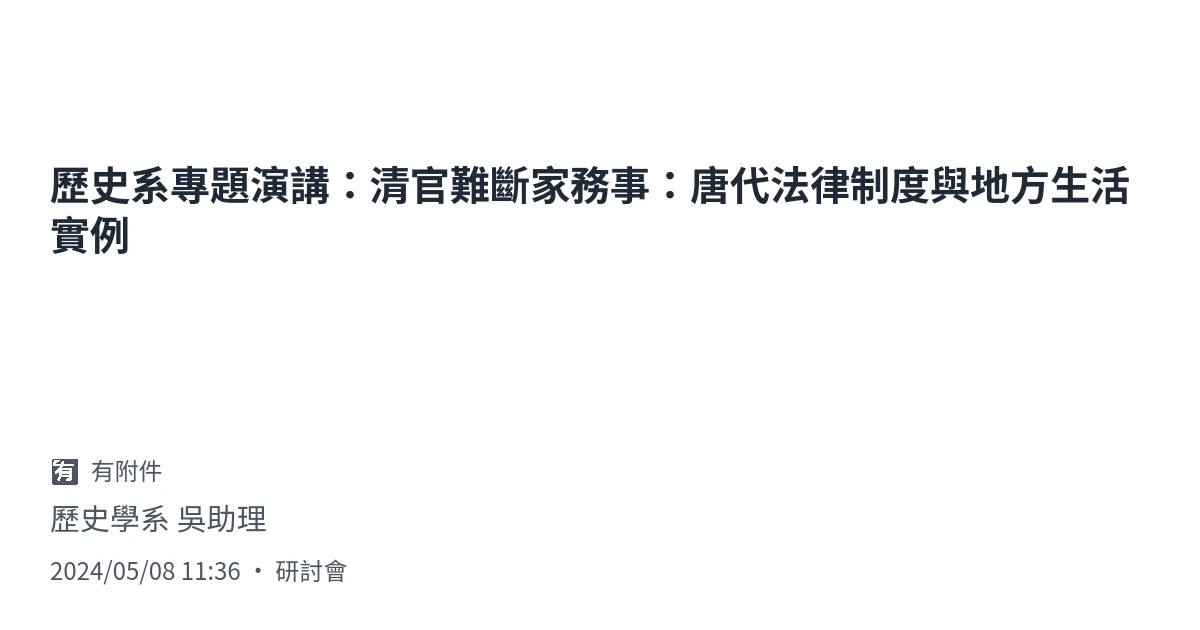 歷史系專題演講：清官難斷家務事：唐代法律制度與地方生活
實例
🈶 有附件
歷史學系 吳助理
2024/05/08 11:36 • 研討會